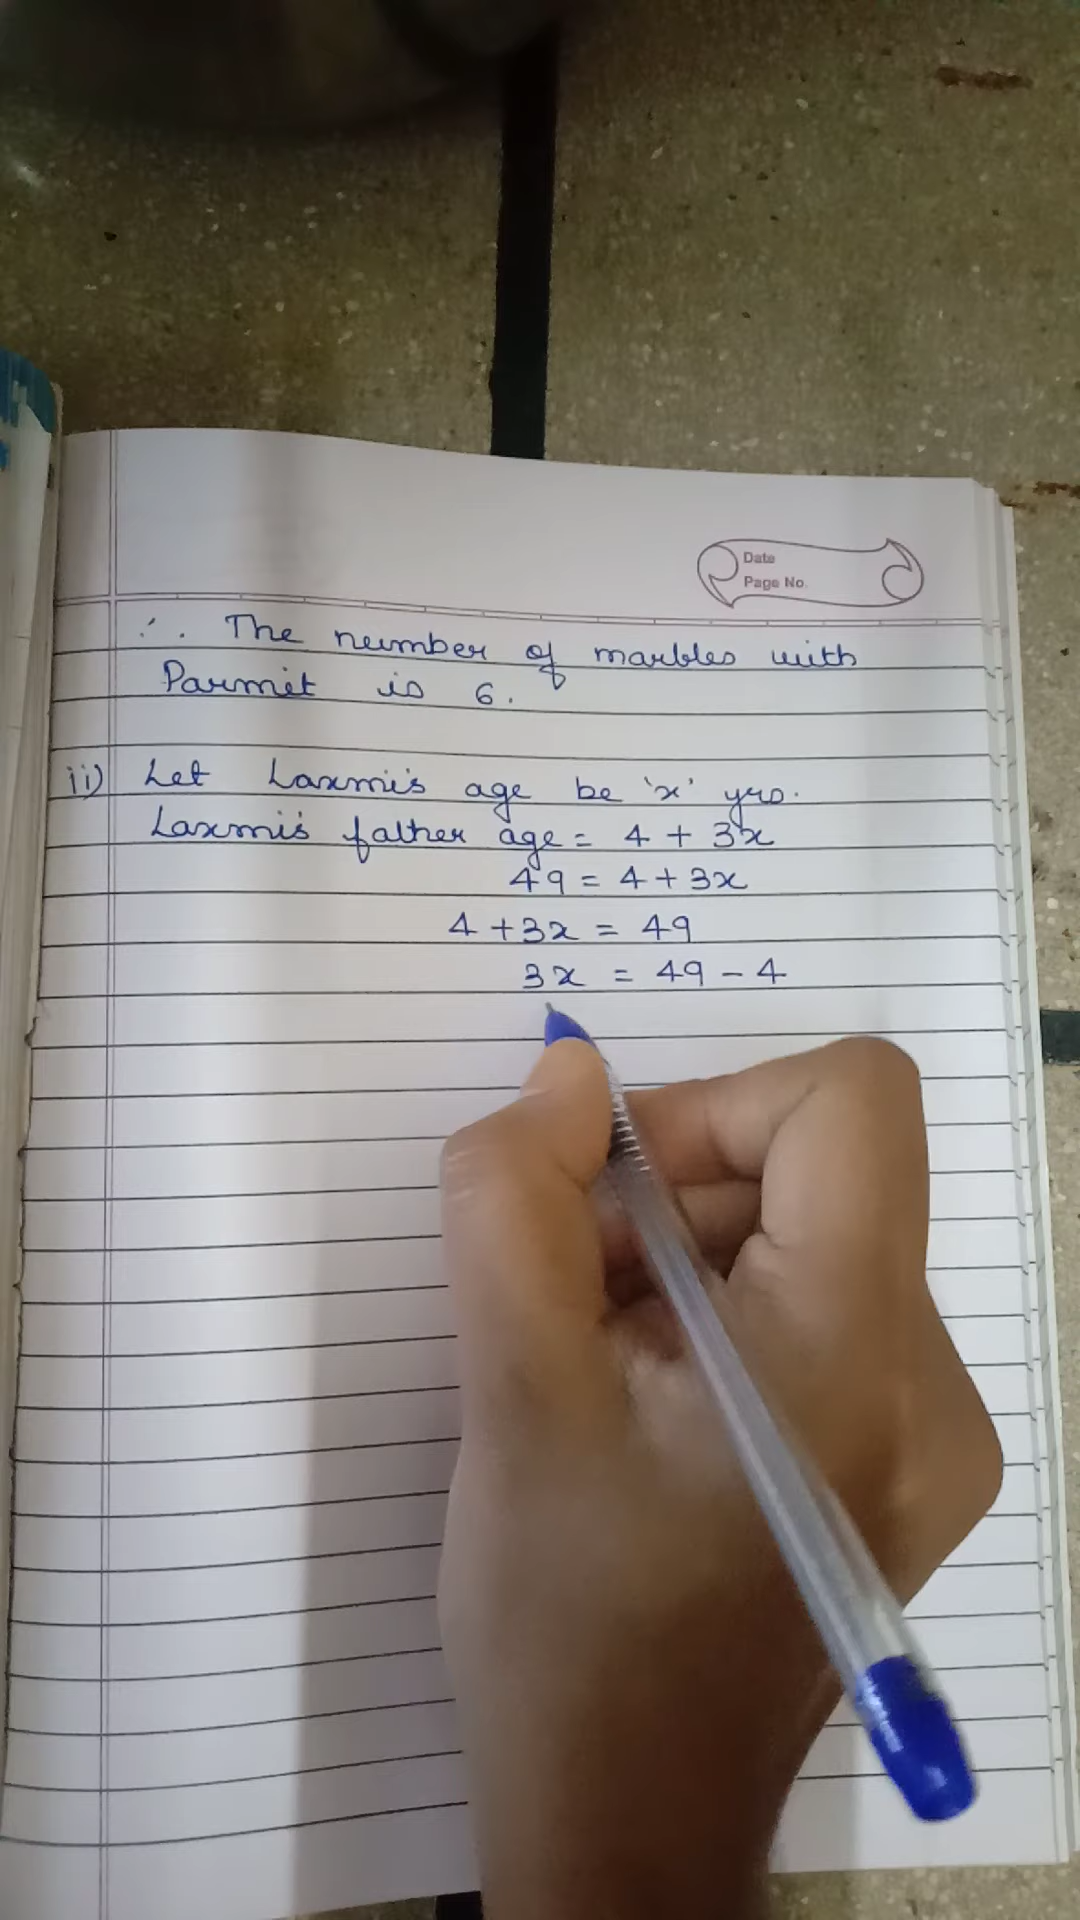 Date
Page No.
∴ The number of marbles with
Parmit is 6.
ii) Let Laxmi's age be 'x' yrs.
Laxmi's father age = 4 + 3x
49 = 4 + 3x
4 + 3x = 49
3x = 49 - 4